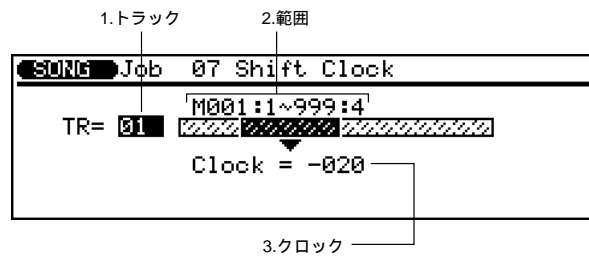 1.トラック 2.範囲
SONG Job 07 Shift Clock
M001:1~999:4
TR= 01
Clock = -020
3.クロック